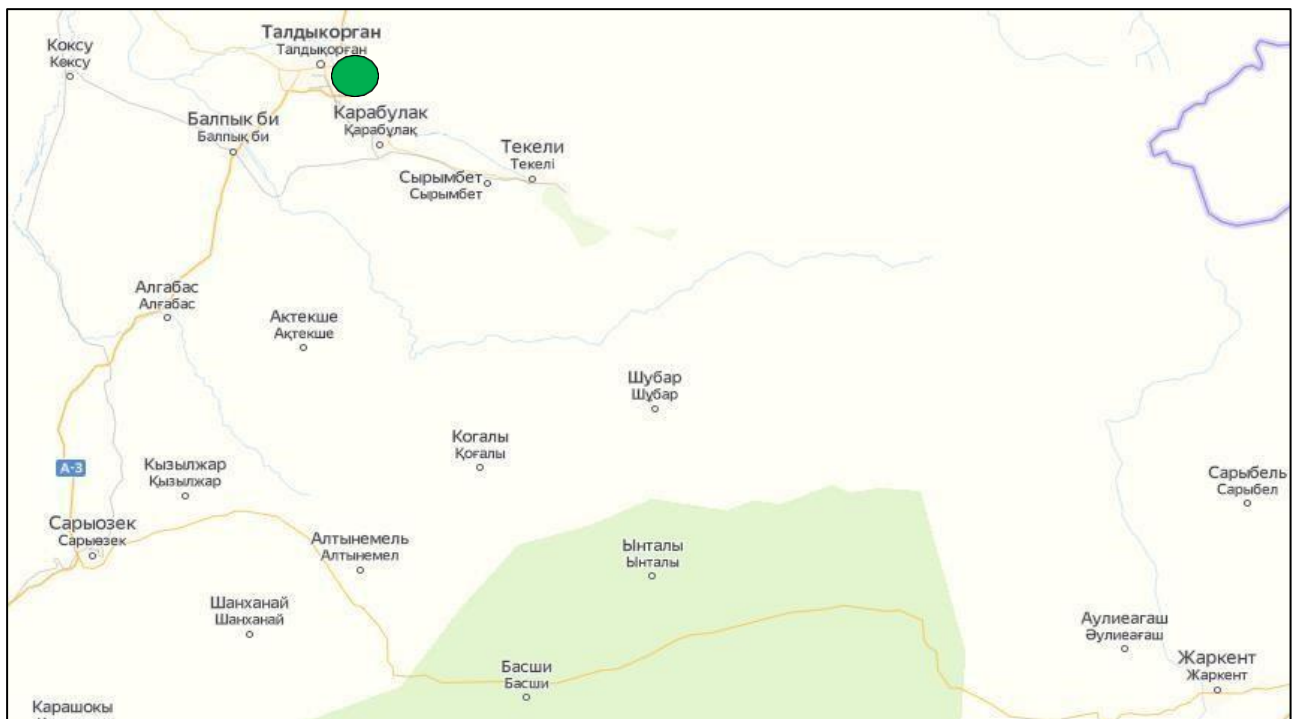 Талдыкорган
Талдықорған
Коксу
Көксу
Балпык би
Балпық би
Карабулак
Қарабұлақ
Текели
Текелі
Сырымбет
Сырымбет
Алгабас
Алғабас
Актекше
Ақтекше
Шубар
Шұбар
Когалы
Қоғалы
А-3
Кызылжар
Қызылжар
Сарыбель
Сарыбел
Сарыозек
Сарыөзек
Алтынемель
Алтынемел
Ынталы
Ынталы
Шанханай
Шанханай
Аулиеагаш
Әулиеағаш
Басши
Басши
Жаркент
Жаркент
Карашокы